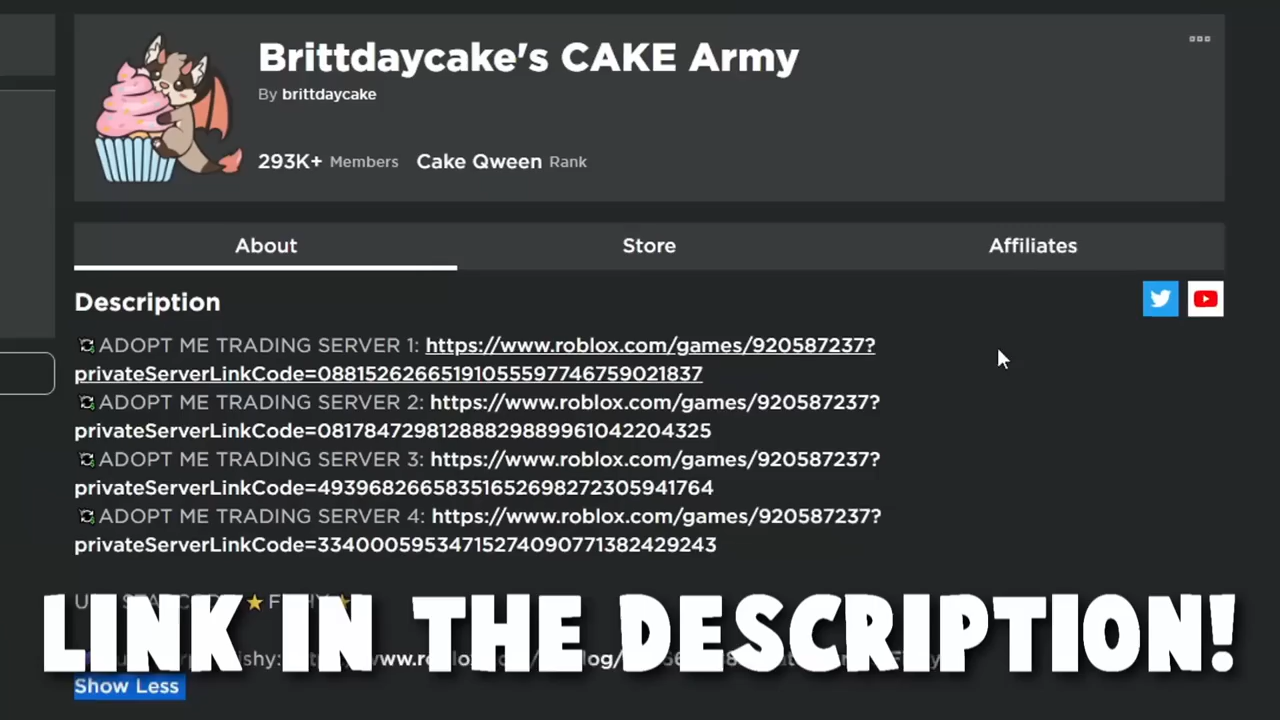 Brittdaycake's CAKE Army
By brittdaycake
293K+ Members Cake Qween Rank
About Store Affiliates
Description
ADOPT ME TRADING SERVER 1: https://www.roblox.com/games/920587237?
privateServerLinkCode=08815262665191055597746759021837
ADOPT ME TRADING SERVER 2: https://www.roblox.com/games/920587237?
privateServerLinkCode=08178472981288829889961042204325
ADOPT ME TRADING SERVER 3: https://www.roblox.com/games/920587237?
privateServerLinkCode=49396826658351652698272305941764
ADOPT ME TRADING SERVER 4: https://www.roblox.com/games/920587237?
privateServerLinkCode=33400059534715274090771382429243
LINK IN THE DESCRIPTION!
Show Less